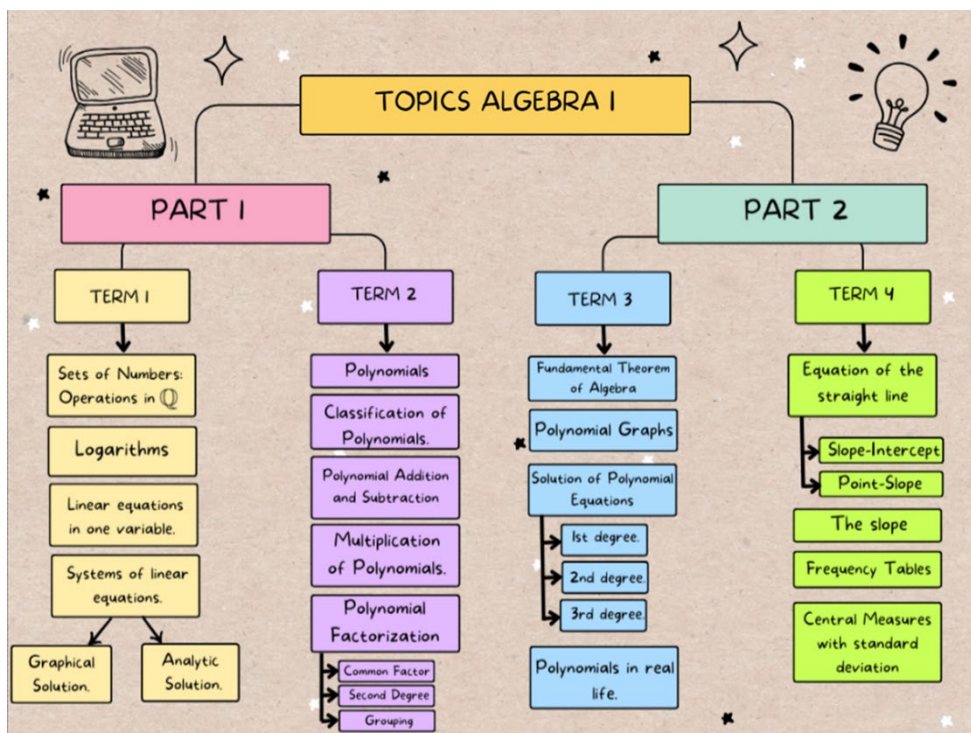 TOPICS ALGEBRA 1
PART 1
PART 2
TERM 1
Sets of Numbers:
Operations in ℚ
Logarithms
Linear equations
in one variable.
Systems of linear
equations.
Graphical
Solution.
Analytic
Solution.
TERM 2
Polynomials
Classification of
Polynomials.
Polynomial Addition
and Subtraction
Multiplication
of Polynomials.
Polynomial
Factorization
Common Factor
Second Degree
Grouping
TERM 3
Fundamental Theorem
of Algebra
Polynomial Graphs
Solution of Polynomial
Equations
1st degree.
2nd degree.
3rd degree.
Polynomials in real
life.
TERM 4
Equation of the
straight line
Slope-Intercept
Point-Slope
The slope
Frequency Tables
Central Measures
with standard
deviation